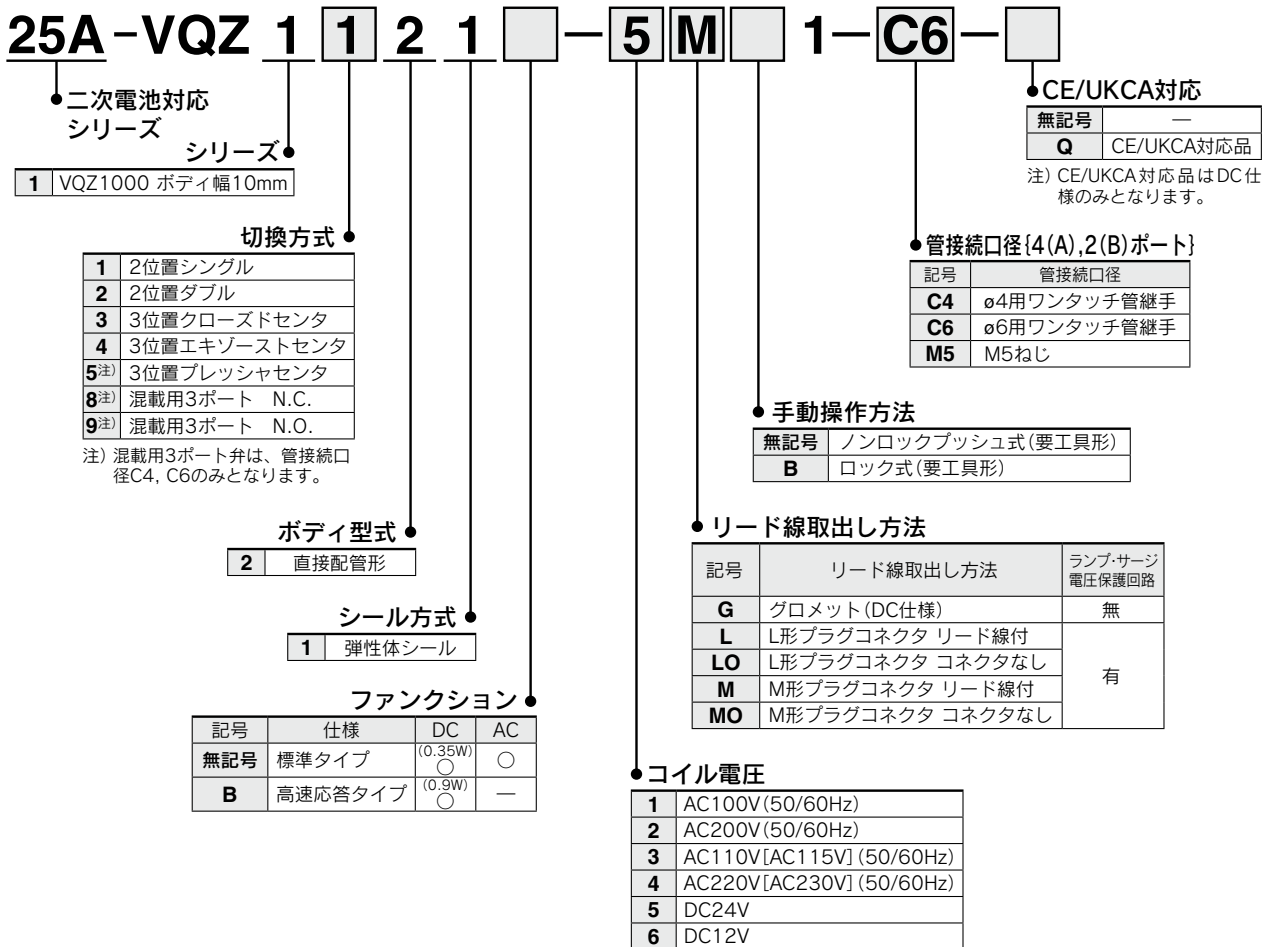 25A-VQZ 1 1 2 1 □-5 M □ 1-C6-□
二次電池対応
シリーズ
シリーズ
1 VQZ1000 ボディ幅10mm
切換方式
1 2位置シングル
2 2位置ダブル
3 3位置クローズドセンタ
4 3位置エキゾーストセンタ
5注) 3位置プレッシャセンタ
8注) 混載用3ポート N.C.
9注) 混載用3ポート N.O.
注) 混載用3ポート弁は、管接続口
径C4, C6のみとなります。
ボディ型式
2 直接配管形
シール方式
1 弾性体シール
ファンクション
記号 仕様 DC AC
無記号 標準タイプ (0.35W) ○ ○
B 高速応答タイプ (0.9W) ○ —
CE/UKCA対応
無記号 —
Q CE/UKCA対応品
注) CE/UKCA対応品はDC仕
様のみとなります。
管接続口径{4(A),2(B)ポート}
記号 管接続口径
C4 ø4用ワンタッチ管継手
C6 ø6用ワンタッチ管継手
M5 M5ねじ
手動操作方法
無記号 ノンロックプッシュ式(要工具形)
B ロック式(要工具形)
リード線取出し方法
記号 リード線取出し方法 ランプ・サージ
電圧保護回路
G グロメット(DC仕様) 無
L L形プラグコネクタ リード線付
LO L形プラグコネクタ コネクタなし
有
M M形プラグコネクタ リード線付
MO M形プラグコネクタ コネクタなし
コイル電圧
1 AC100V(50/60Hz)
2 AC200V(50/60Hz)
3 AC110V[AC115V](50/60Hz)
4 AC220V[AC230V](50/60Hz)
5 DC24V
6 DC12V